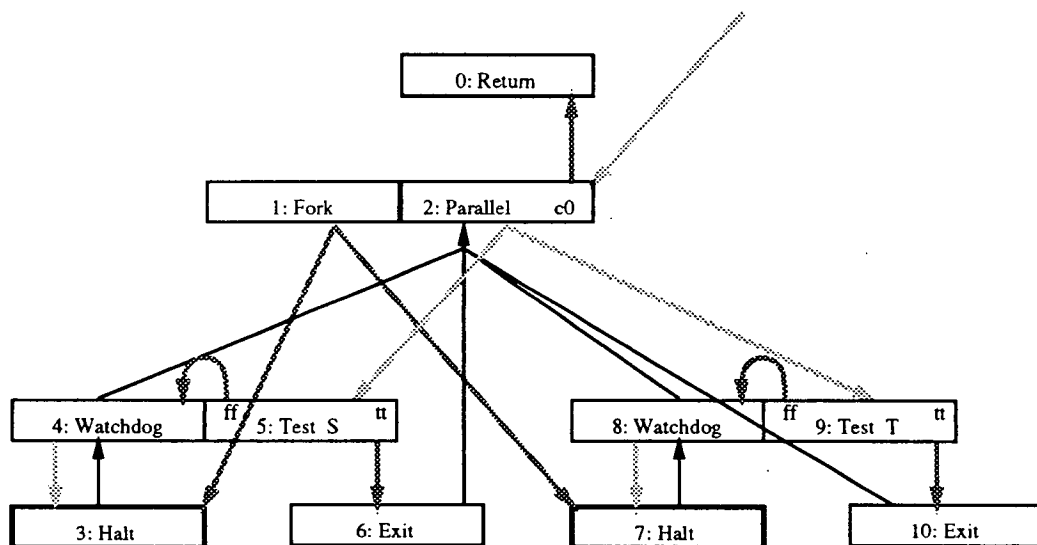 0: Return
1: Fork
2: Parallel c0
ff
tt
4: Watchdog
5: Test S
ff
tt
8: Watchdog
9: Test T
3: Halt
6: Exit
7: Halt
10: Exit